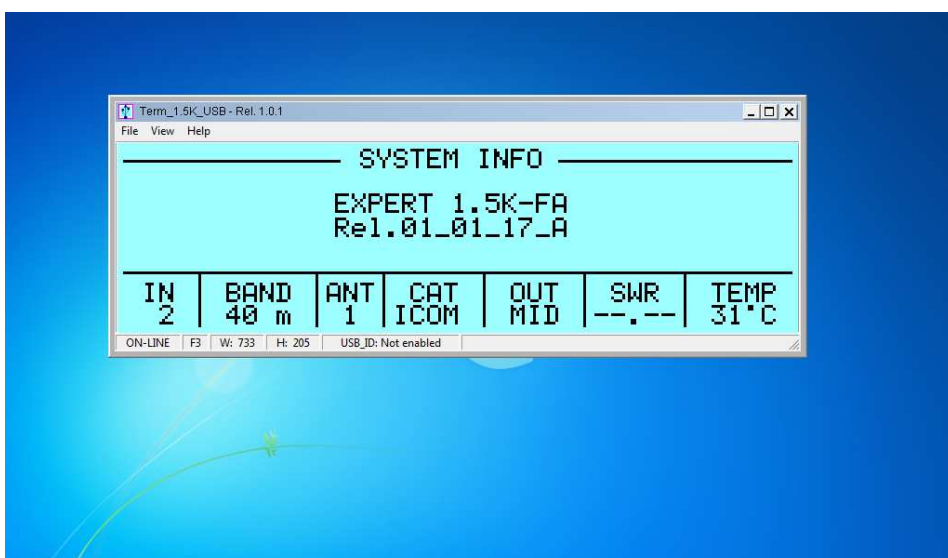 Term_1.5K_USB - Rel. 1.0.1
File View Help
SYSTEM INFO
EXPERT 1.5K-FA
Rel.01_01_17_A
IN BAND ANT CAT OUT SWR TEMP
2 40 m 1 ICOM MID --.-- 31°C
ON-LINE F3 W: 733 H: 205 USB_ID: Not enabled